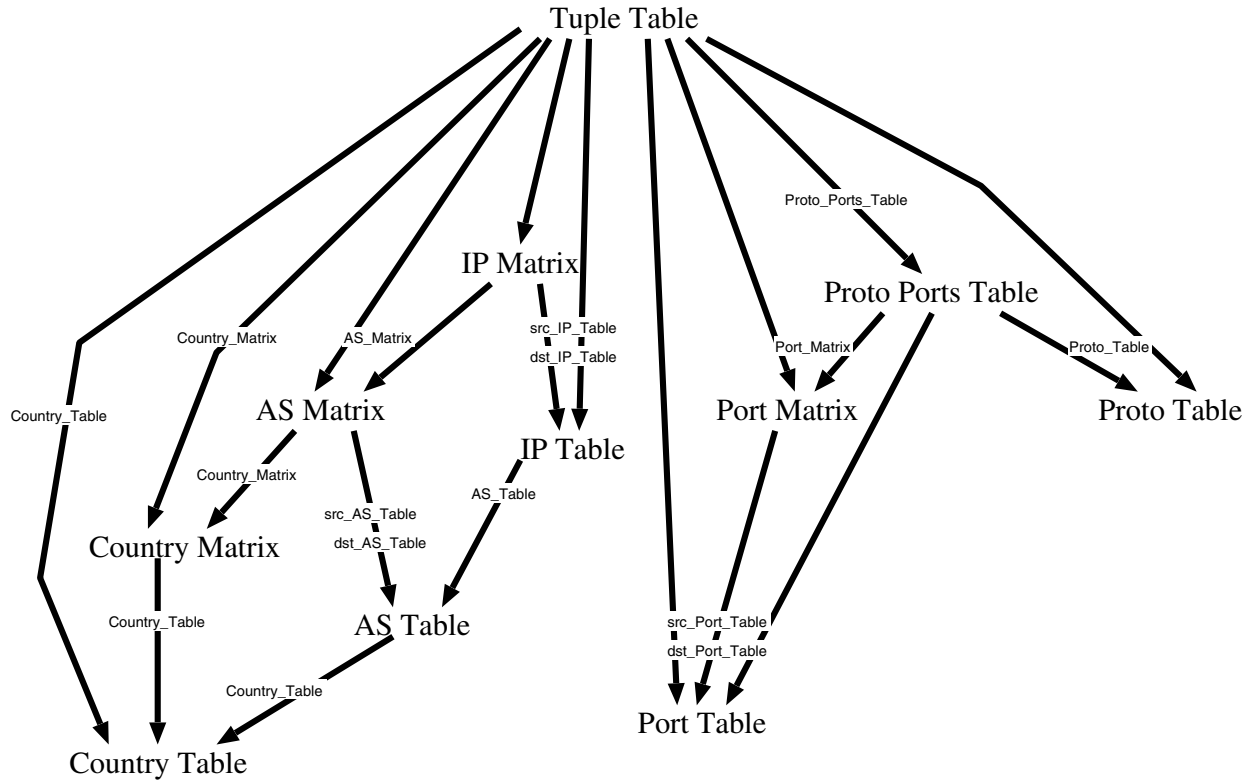 Tuple Table
Proto_Ports_Table
IP Matrix
Proto Ports Table
src_IP_Table
Country_Matrix
AS_Matrix
Port_Matrix
Proto_Table
dst_IP_Table
Country_Table
AS Matrix
Port Matrix
Proto Table
IP Table
Country_Matrix
AS_Table
src_AS_Table
dst_AS_Table
Country Matrix
Country_Table
AS Table
src_Port_Table
dst_Port_Table
Country_Table
Port Table
Country Table